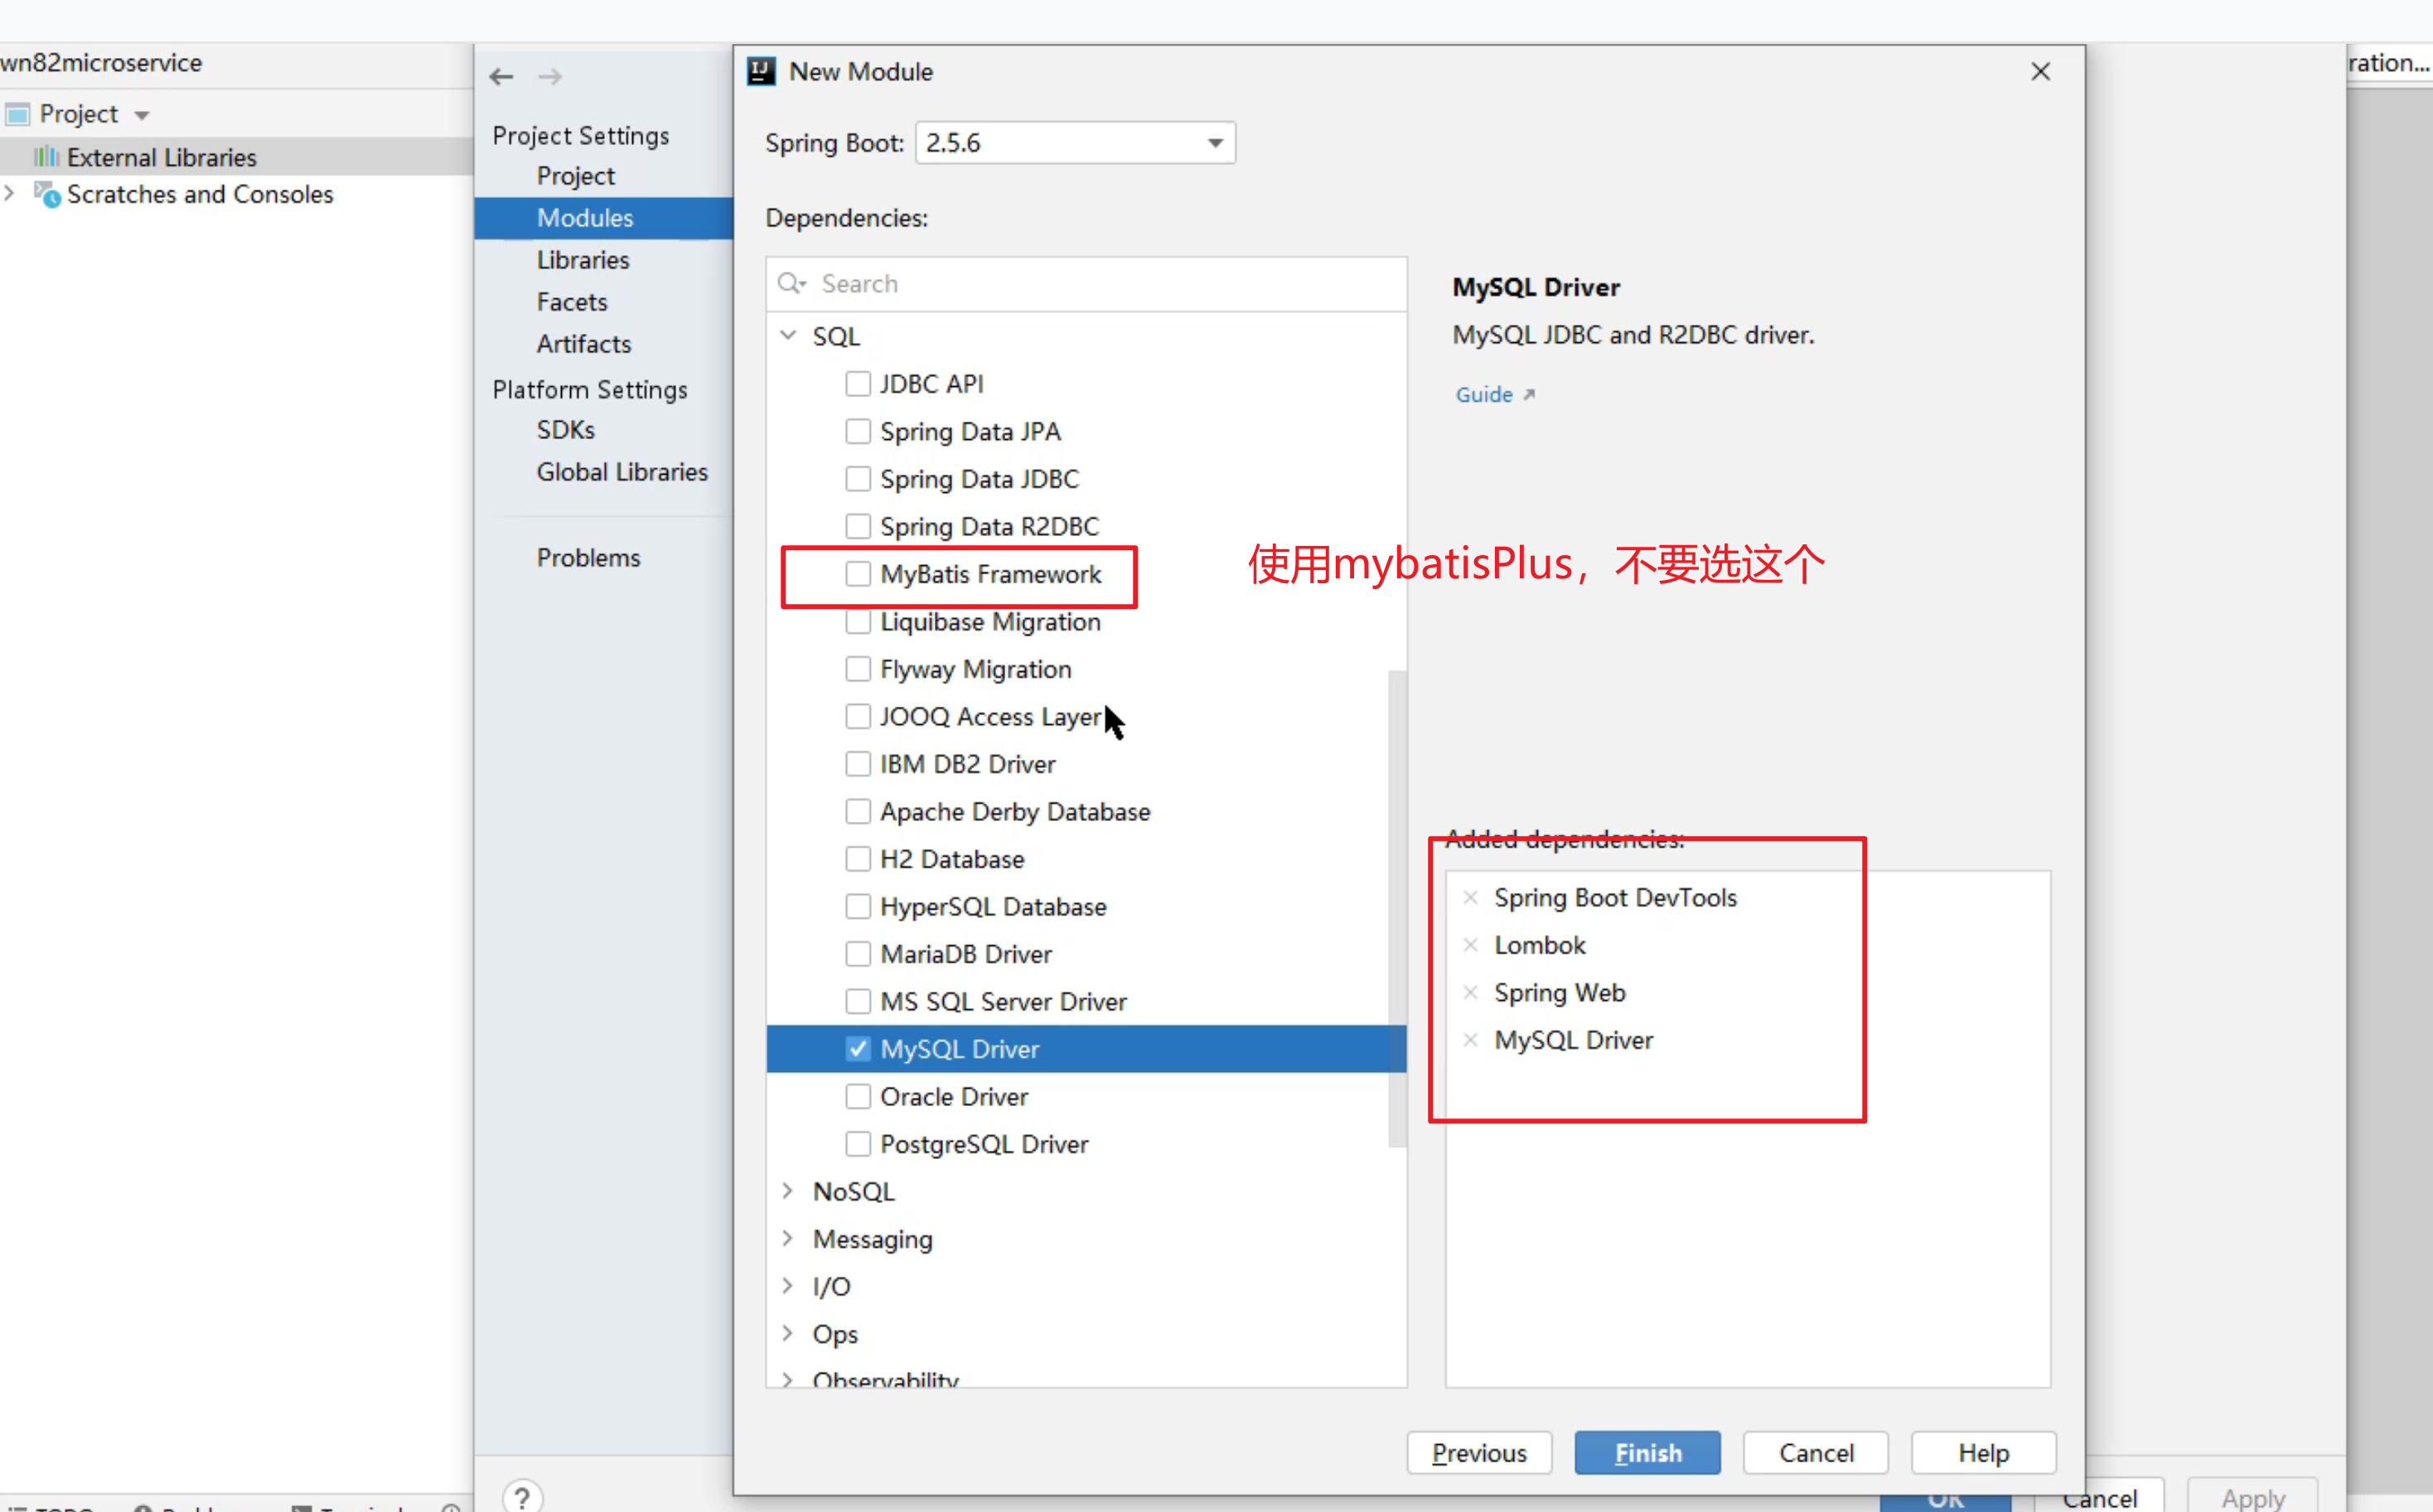 wn82microservice
Project
External Libraries
Scratches and Consoles
Project Settings
Project
Modules
Libraries
Facets
Artifacts
Platform Settings
SDKs
Global Libraries
Problems
New Module
Spring Boot: 2.5.6
Dependencies:
Search
SQL
JDBC API
Spring Data JPA
Spring Data JDBC
Spring Data R2DBC
MyBatis Framework
Liquibase Migration
Flyway Migration
JOOQ Access Layer
IBM DB2 Driver
Apache Derby Database
H2 Database
HyperSQL Database
MariaDB Driver
MS SQL Server Driver
MySQL Driver
Oracle Driver
PostgreSQL Driver
NoSQL
Messaging
I/O
Ops
Observability
MySQL Driver
MySQL JDBC and R2DBC driver.
Guide
使用mybatisPlus，不要选这个
Added dependencies:
Spring Boot DevTools
Lombok
Spring Web
MySQL Driver
Previous
Finish
Cancel
Help
ration...
?
OK
Cancel
Apply